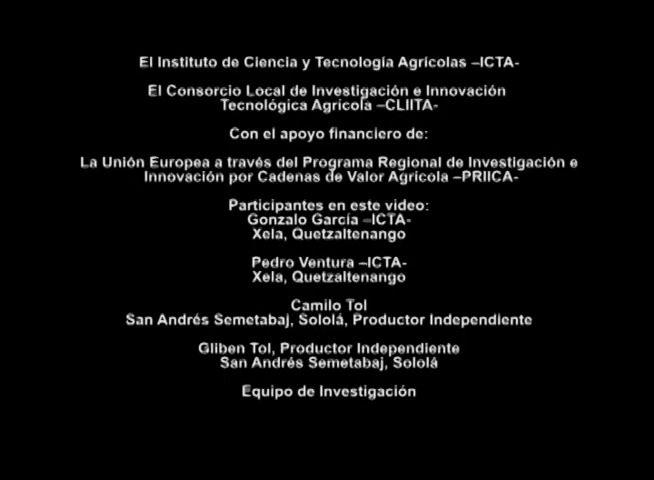 El Instituto de Ciencia y Tecnología Agrícolas –ICTA-
El Consorcio Local de Investigación e Innovación
Tecnológica Agrícola –CLIITA-
Con el apoyo financiero de:
La Unión Europea a través del Programa Regional de Investigación e
Innovación por Cadenas de Valor Agrícola –PRIICA-
Participantes en este video:
Gonzalo García –ICTA-
Xela, Quetzaltenango
Pedro Ventura –ICTA-
Xela, Quetzaltenango
Camilo Tol
San Andrés Semetabaj, Sololá, Productor Independiente
Gliben Tol, Productor Independiente
San Andrés Semetabaj, Sololá
Equipo de Investigación